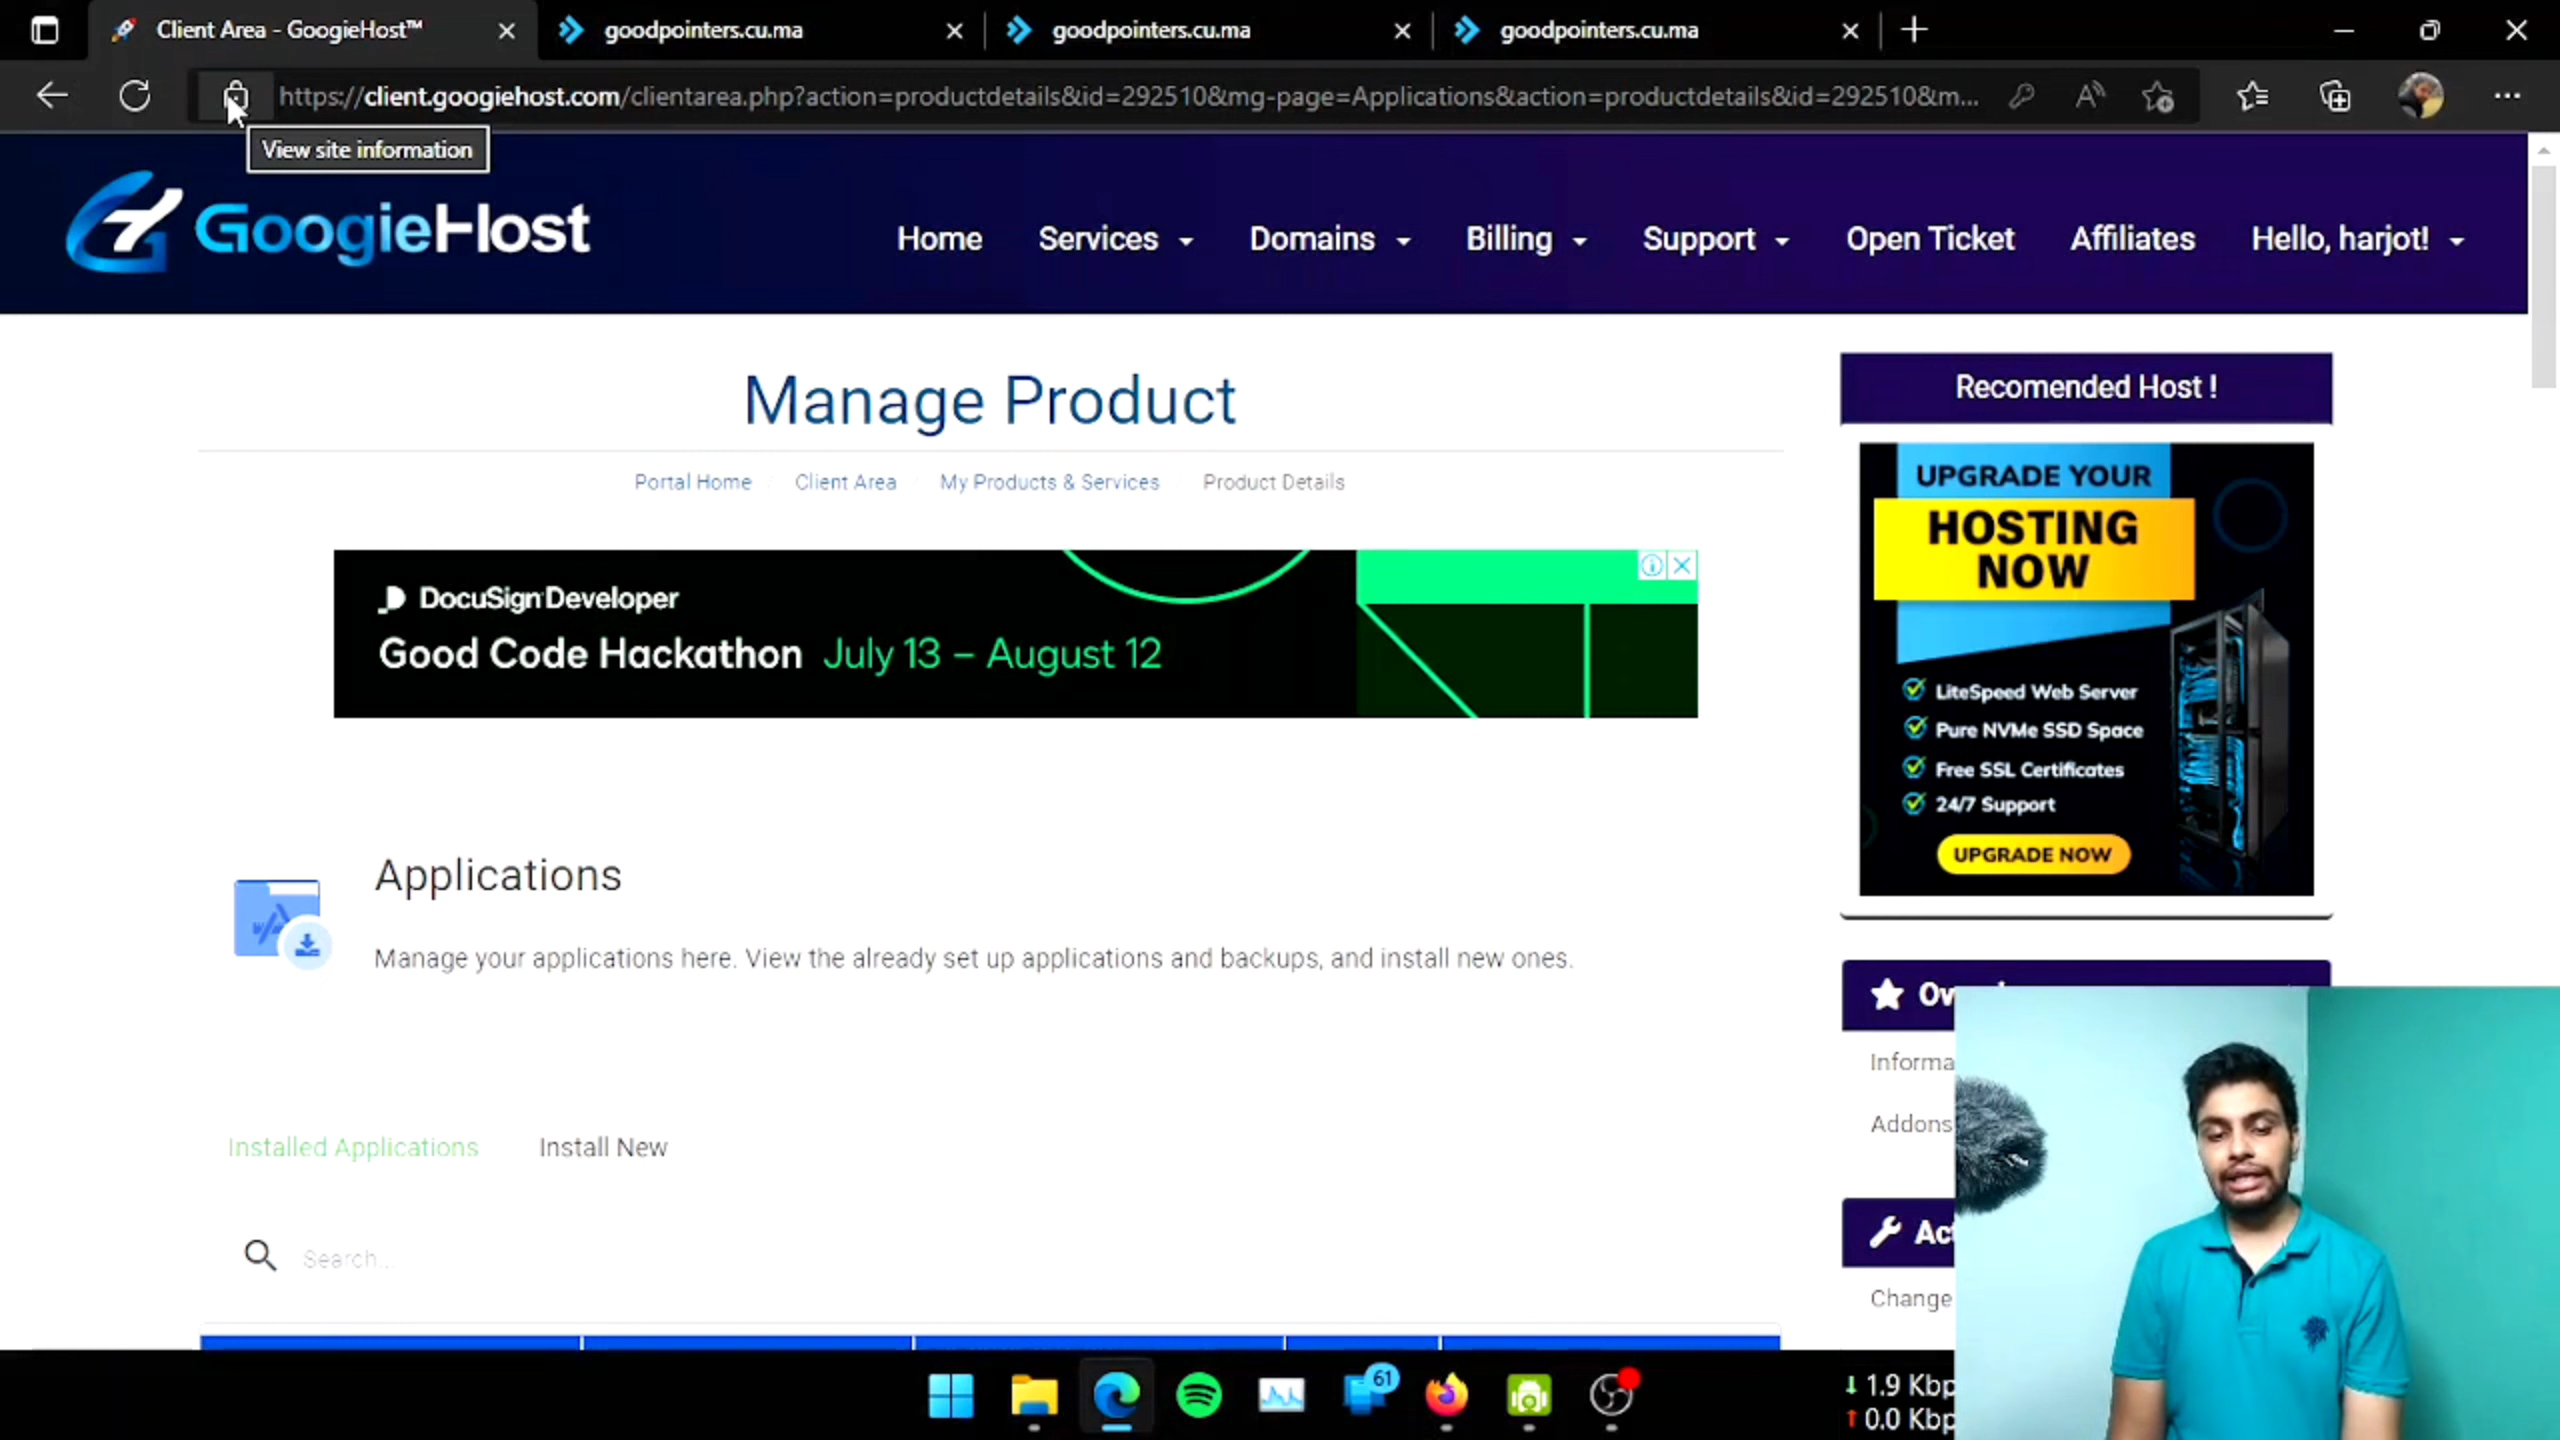 Client Area - GoogieHost™
goodpointers.cu.ma
goodpointers.cu.ma
goodpointers.cu.ma
https://client.googiehost.com/clientarea.php?action=productdetails&id=292510&mg-page=Applications&action=productdetails&id=292510&m...
View site information
GoogieHost
Home
Services
Domains
Billing
Support
Open Ticket
Affiliates
Hello, harjot!
Manage Product
Recomended Host !
Portal Home
Client Area
My Products & Services
Product Details
UPGRADE YOUR
HOSTING
NOW
DocuSign Developer
Good Code Hackathon July 13 – August 12
LiteSpeed Web Server
Pure NVMe SSD Space
Free SSL Certificates
24/7 Support
UPGRADE NOW
Applications
Manage your applications here. View the already set up applications and backups, and install new ones.
Addons
Installed Applications
Install New
Search...
Change
61
1.9 Kbp
0.0 Kbp